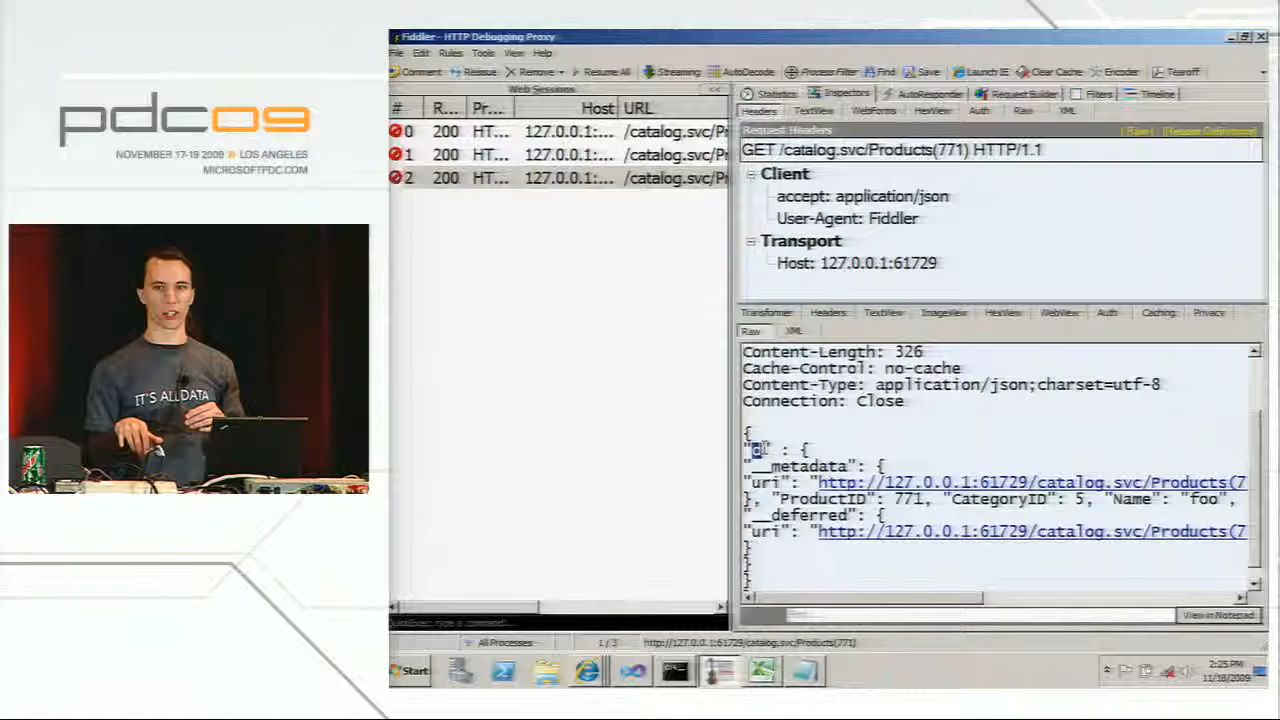 pdc09
NOVEMBER 17-19 2009 » LOS ANGELES
MICROSOFTPDC.COM
IT'S ALL DATA
Fiddler - HTTP Debugging Proxy
File Edit Rules Tools View Help
Comment Reissue Remove Resume All Streaming AutoDecode Process Filter Find Save Launch IE Clear Cache Encoder Tearoff
Web Sessions <<
# R... Pr... Host URL
0 200 HT... 127.0.0.1:... /catalog.svc/P
1 200 HT... 127.0.0.1:... /catalog.svc/P
2 200 HT... 127.0.0.1:... /catalog.svc/P
Statistics Inspectors AutoResponder Request Builder Filters Timeline
Headers TextView WebForms HexView Auth Raw XML
Request Headers [Raw] [Header Definitions]
GET /catalog.svc/Products(771) HTTP/1.1
Client
accept: application/json
User-Agent: Fiddler
Transport
Host: 127.0.0.1:61729
Transformer Headers TextView ImageView HexView WebView Auth Caching Privacy
Raw XML
Content-Length: 326
Cache-Control: no-cache
Content-Type: application/json;charset=utf-8
Connection: Close
{
"d" : {
"__metadata": {
"uri": "http://127.0.0.1:61729/catalog.svc/Products(7
}, "ProductID": 771, "CategoryID": 5, "Name": "foo",
"__deferred": {
"uri": "http://127.0.0.1:61729/catalog.svc/Products(7
}
}
}
View in Notepad
QuickExec type a command
All Processes 1 / 3 http://127.0.0.1:61729/catalog.svc/Products(771)
Start
2:25 PM
11/18/2009